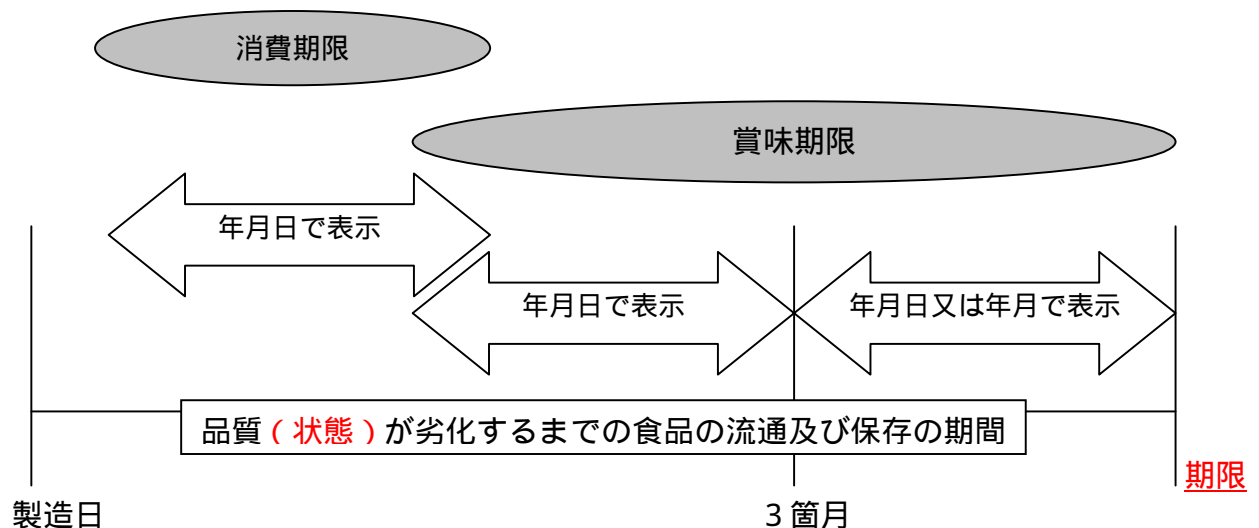 消費期限
賞味期限
年月日で表示
年月日で表示
年月日又は年月で表示
品質(状態)が劣化するまでの食品の流通及び保存の期間
期限
製造日
3箇月